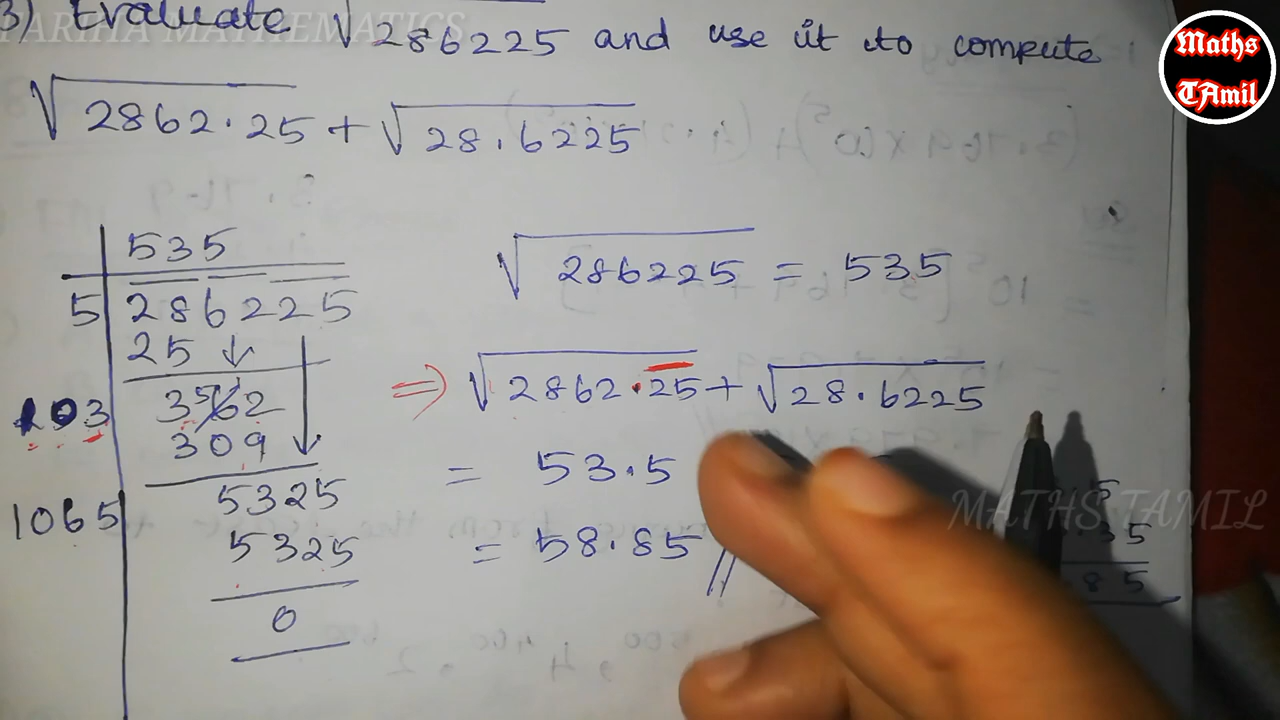 3) Evaluate √286225 and use it to compute
√2862.25 + √28.6225
Maths
TAmil
535
5 286225
25
3562
103 309
5325
1065 5325
0
√286225 = 535
⇒ √2862.25 + √28.6225
= 53.5
= 58.85 //
MATHS TAMIL